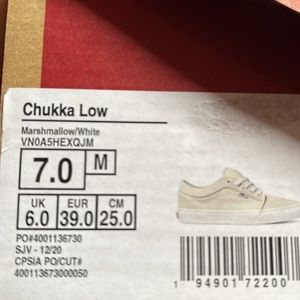 Chukka Low
Marshmallow/White
VN0A5HEXQJM
7.0 M
UK EUR CM
6.0 39.0 25.0
PO#4001136730
SJV - 12/20
CPSIA PO/CUT#
400113673000050
1 94901 72200